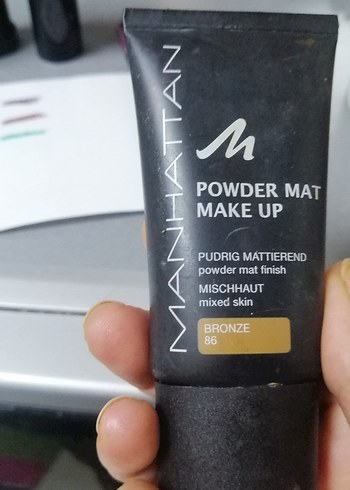 MANHATTAN
POWDER MAT
MAKE UP
PUDRIG MATTIEREND
powder mat finish
MISCHHAUT
mixed skin
BRONZE
86